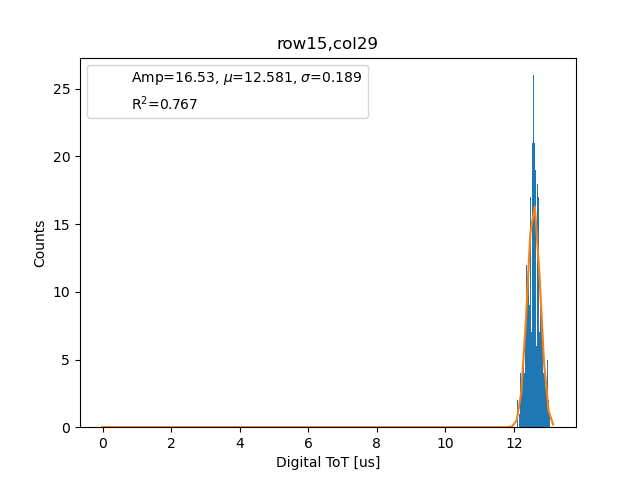 row15,col29
Amp=16.53, μ=12.581, σ=0.189
R²=0.767
Counts
25
20
15
10
5
0
0 2 4 6 8 10 12
Digital ToT [us]